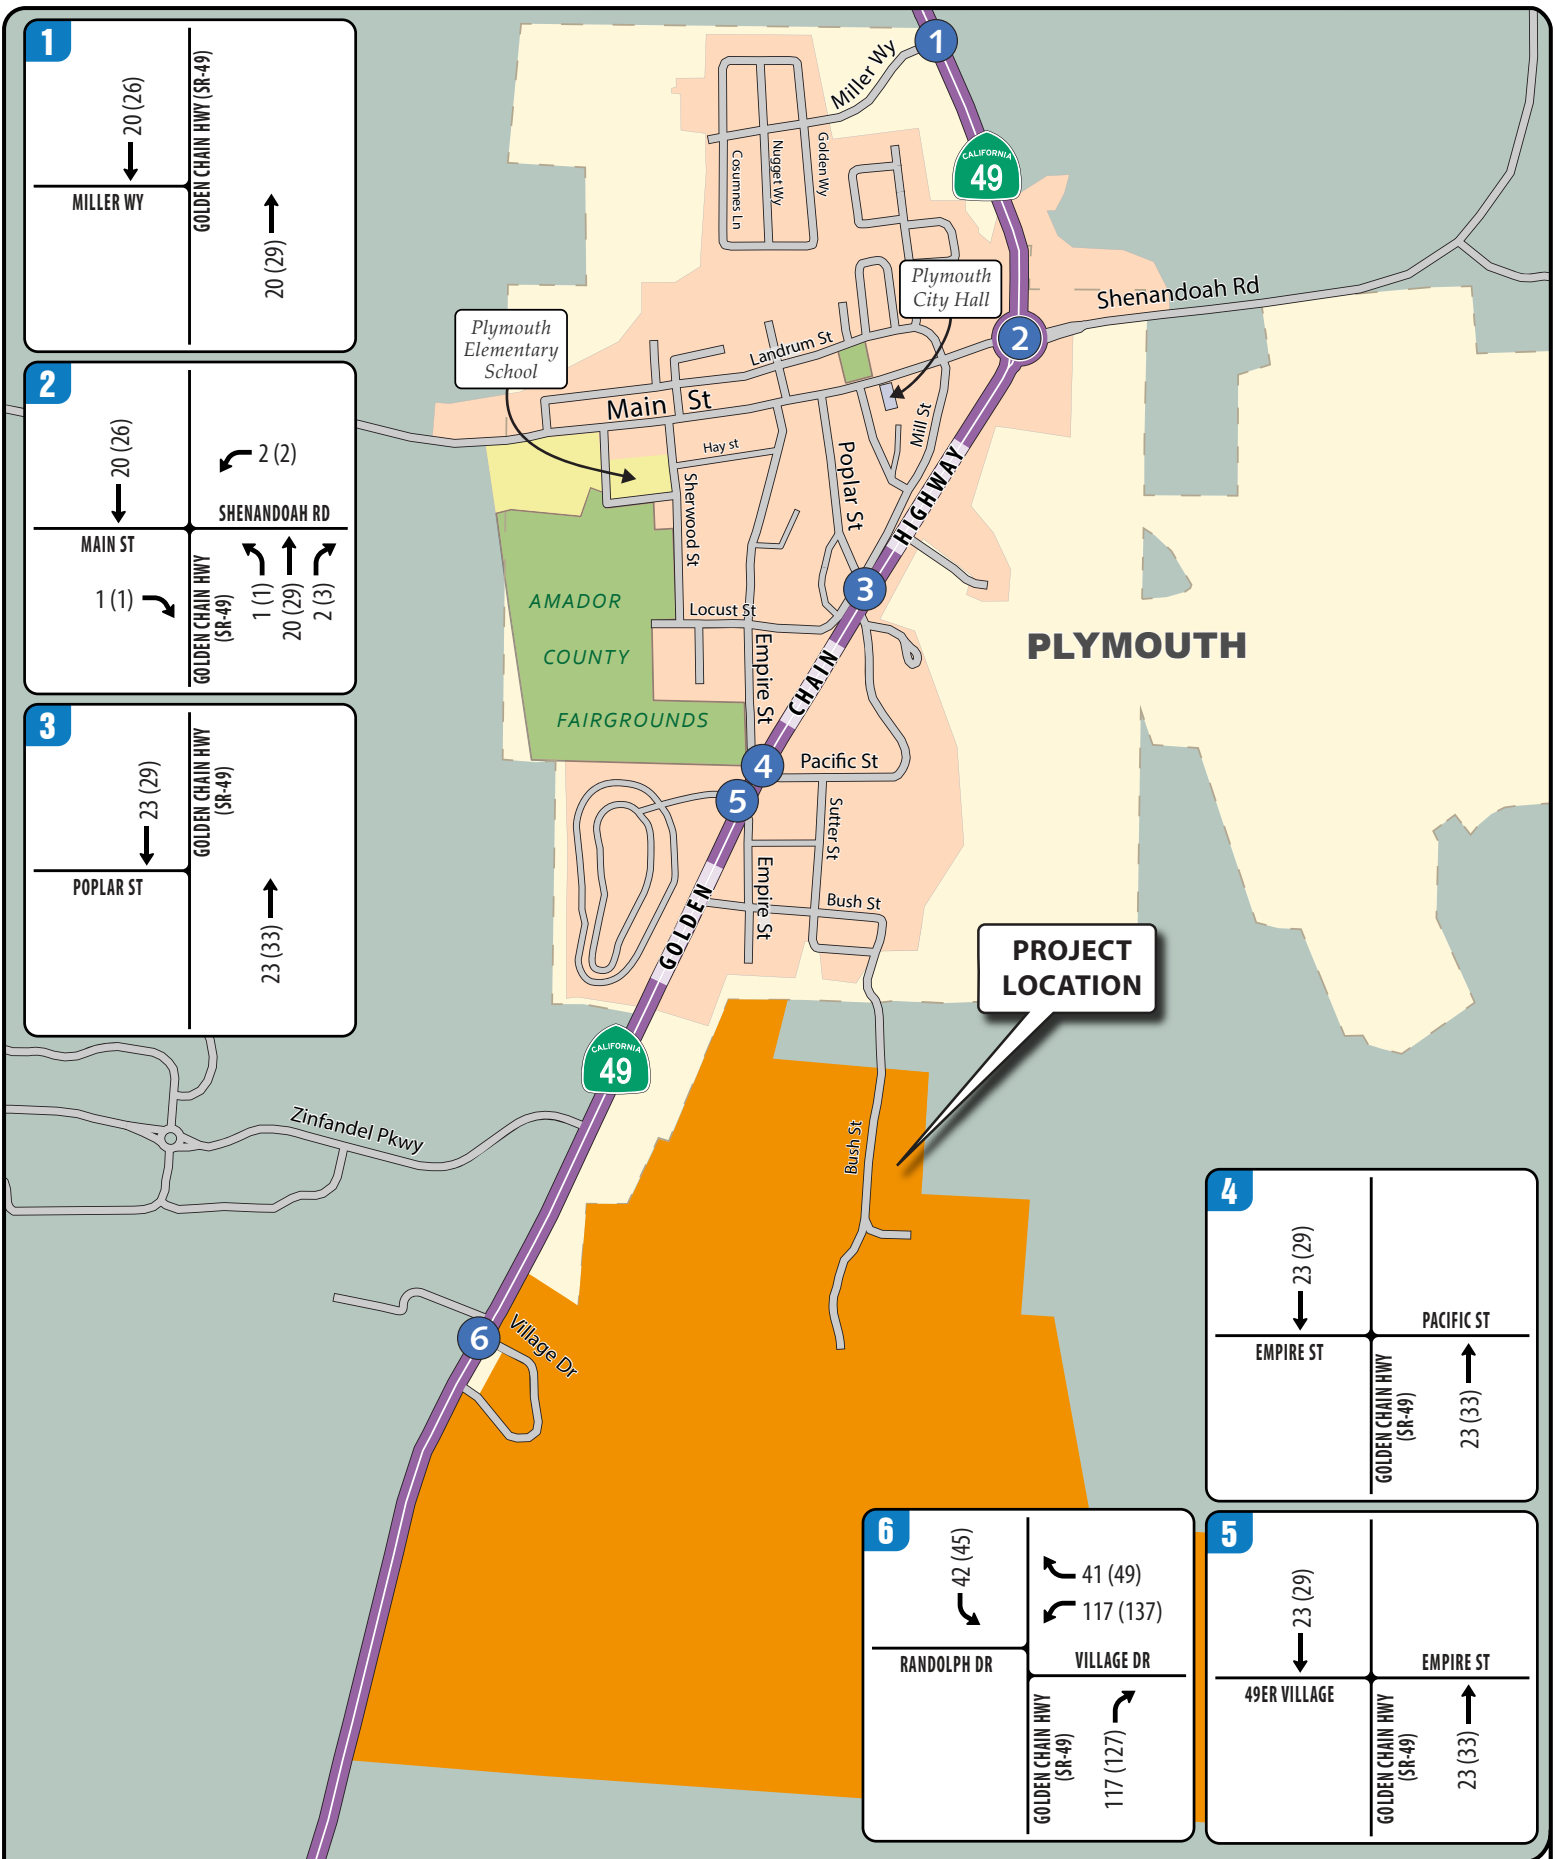 1
20 (26)
GOLDEN CHAIN HWY (SR-49)
MILLER WY
20 (29)
2
20 (26)
2 (2)
SHENANDOAH RD
MAIN ST
1 (1)
GOLDEN CHAIN HWY
(SR-49)
1 (1)
20 (29)
2 (3)
3
23 (29)
GOLDEN CHAIN HWY
(SR-49)
POPLAR ST
23 (33)
1
Miller Wy
Cosumnes Ln
Nugget Wy
Golden Wy
CALIFORNIA
49
Plymouth
City Hall
Shenandoah Rd
2
Plymouth
Elementary
School
Landrum St
Main St
Hay st
Mill St
Poplar St
Sherwood St
HIGHWAY
3
AMADOR
COUNTY
FAIRGROUNDS
Locust St
Empire St
CHAIN
PLYMOUTH
4
Pacific St
5
Sutter St
Empire St
Bush St
GOLDEN
PROJECT
LOCATION
CALIFORNIA
49
Zinfandel Pkwy
Bush St
6
Village Dr
4
23 (29)
PACIFIC ST
EMPIRE ST
GOLDEN CHAIN HWY
(SR-49)
23 (33)
6
42 (45)
41 (49)
117 (137)
RANDOLPH DR
VILLAGE DR
GOLDEN CHAIN HWY
(SR-49)
117 (127)
5
23 (29)
EMPIRE ST
49ER VILLAGE
GOLDEN CHAIN HWY
(SR-49)
23 (33)